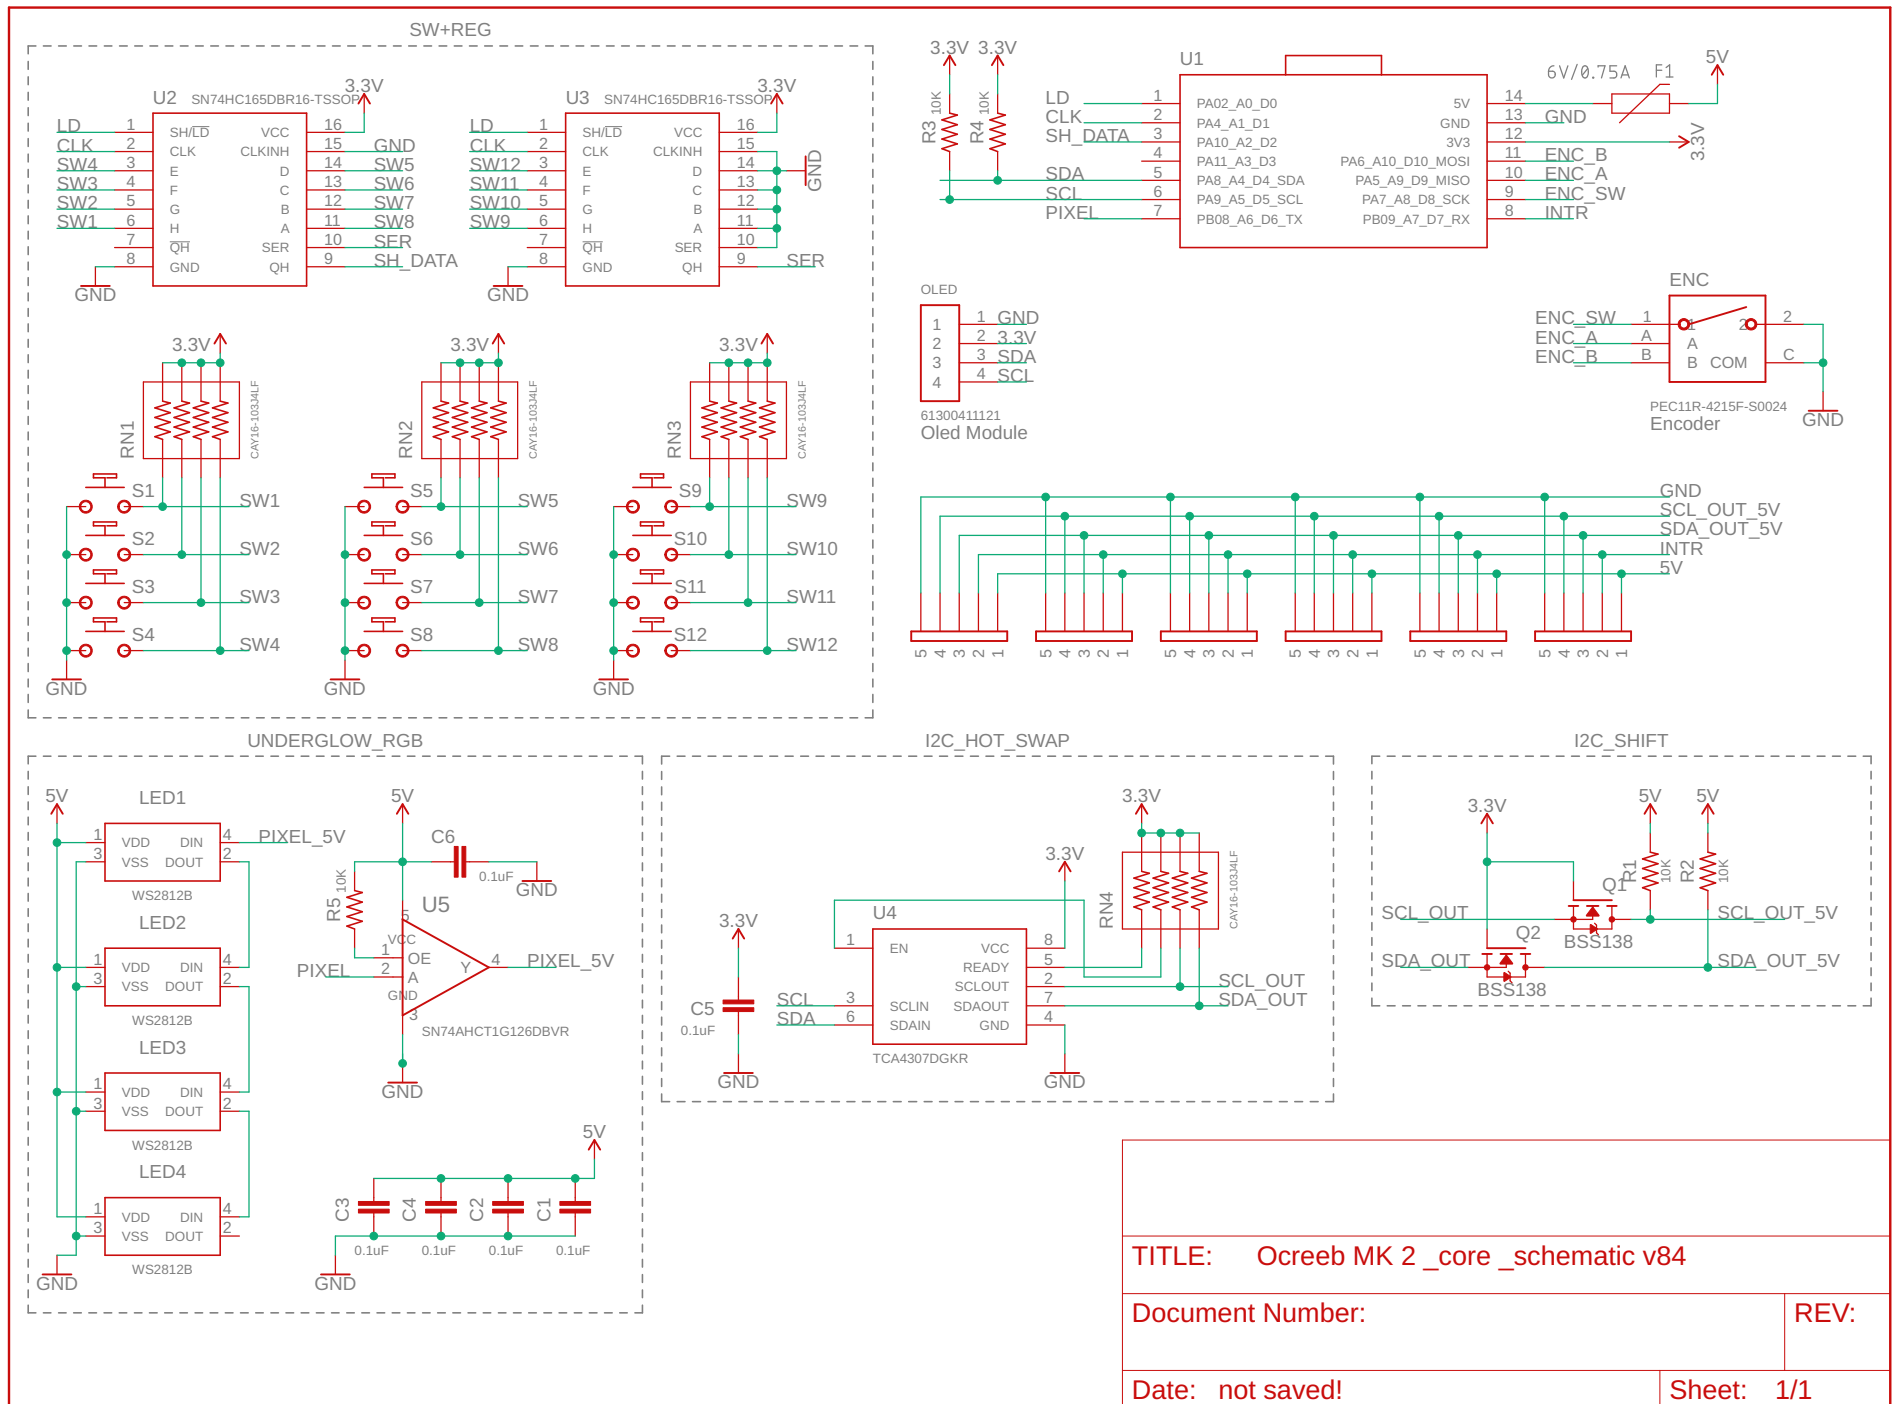 SW+REG
U2 SN74HC165DBR16-TSSOP
3.3V
LD 1 SH/LD VCC 16
CLK 2 CLK CLKINH 15 GND
SW4 3 E D 14 SW5
SW3 4 F C 13 SW6
SW2 5 G B 12 SW7
SW1 6 H A 11 SW8
7 QH SER 10 SER
8 GND QH 9 SH_DATA
GND
U3 SN74HC165DBR16-TSSOP
3.3V
LD 1 SH/LD VCC 16
CLK 2 CLK CLKINH 15
SW12 3 E D 14
SW11 4 F C 13
SW10 5 G B 12
SW9 6 H A 11
7 QH SER 10
8 GND QH 9 SER
GND
GND
3.3V
RN1
CAY16-103J4LF
S1 SW1
S2 SW2
S3 SW3
S4 SW4
GND
3.3V
RN2
CAY16-103J4LF
S5 SW5
S6 SW6
S7 SW7
S8 SW8
GND
3.3V
RN3
CAY16-103J4LF
S9 SW9
S10 SW10
S11 SW11
S12 SW12
GND
3.3V 3.3V
R3 10K
R4 10K
U1
6V/0.75A F1
5V
LD 1 PA02_A0_D0 5V 14
CLK 2 PA4_A1_D1 GND 13 GND
SH_DATA 3 PA10_A2_D2 3V3 12 3.3V
4 PA11_A3_D3 PA6_A10_D10_MOSI 11 ENC_B
SDA 5 PA8_A4_D4_SDA PA5_A9_D9_MISO 10 ENC_A
SCL 6 PA9_A5_D5_SCL PA7_A8_D8_SCK 9 ENC_SW
PIXEL 7 PB08_A6_D6_TX PB09_A7_D7_RX 8 INTR
OLED
1 1 GND
2 2 3.3V
3 3 SDA
4 4 SCL
61300411121
Oled Module
ENC
ENC_SW 1 1 2 2
ENC_A A A
ENC_B B B COM C
PEC11R-4215F-S0024
Encoder
GND
GND
SCL_OUT_5V
SDA_OUT_5V
INTR
5V
5 4 3 2 1 5 4 3 2 1 5 4 3 2 1 5 4 3 2 1 5 4 3 2 1 5 4 3 2 1
UNDERGLOW_RGB
5V
LED1
1 VDD DIN 4 PIXEL_5V
3 VSS DOUT 2
WS2812B
LED2
1 VDD DIN 4
3 VSS DOUT 2
WS2812B
LED3
1 VDD DIN 4
3 VSS DOUT 2
WS2812B
LED4
1 VDD DIN 4
3 VSS DOUT 2
WS2812B
GND
5V
C6
0.1uF
GND
R5 10K
U5
5
VCC
1 OE
PIXEL 2 A Y 4 PIXEL_5V
GND
3
SN74AHCT1G126DBVR
GND
5V
C3 C4 C2 C1
0.1uF 0.1uF 0.1uF 0.1uF
GND
I2C_HOT_SWAP
3.3V
C5
0.1uF
GND
3.3V
3.3V
RN4
CAY16-103J4LF
U4
1 EN VCC 8
READY 5
SCLOUT 2 SCL_OUT
SCL 3 SCLIN SDAOUT 7 SDA_OUT
SDA 6 SDAIN GND 4
TCA4307DGKR
GND
I2C_SHIFT
3.3V
5V 5V
R1 10K
R2 10K
Q1
SCL_OUT SCL_OUT_5V
BSS138
Q2
SDA_OUT SDA_OUT_5V
BSS138
TITLE: Ocreeb MK 2 _core _schematic v84
Document Number: REV:
Date: not saved! Sheet: 1/1